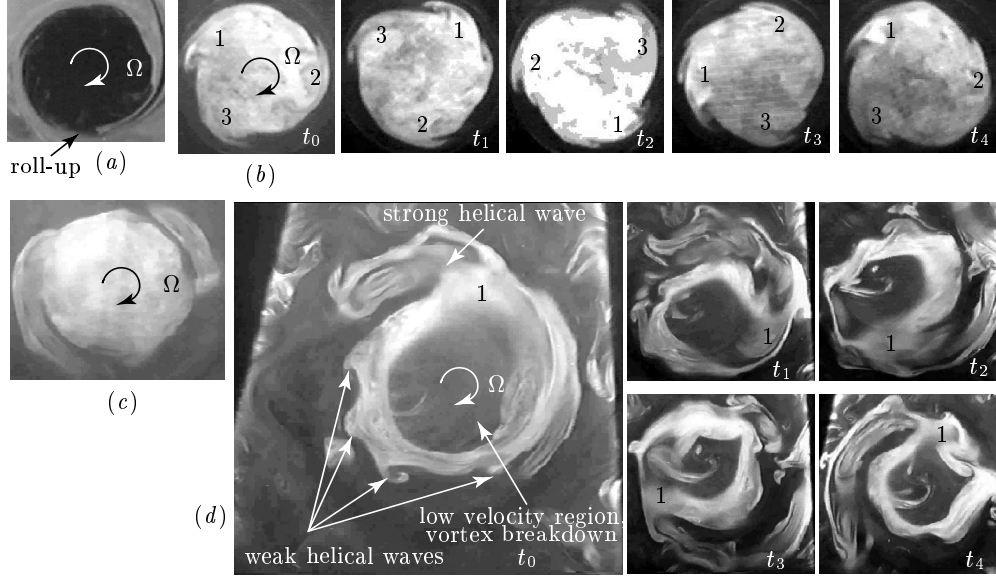 Ω
roll-up
(a)
1
Ω
2
3
t0
(b)
3
1
2
t1
2
3
1
t2
2
1
3
t3
1
2
3
t4
Ω
(c)
strong helical wave
1
Ω
(d)
low velocity region,
vortex breakdown
weak helical waves
t0
1
t1
1
t2
1
t3
1
t4